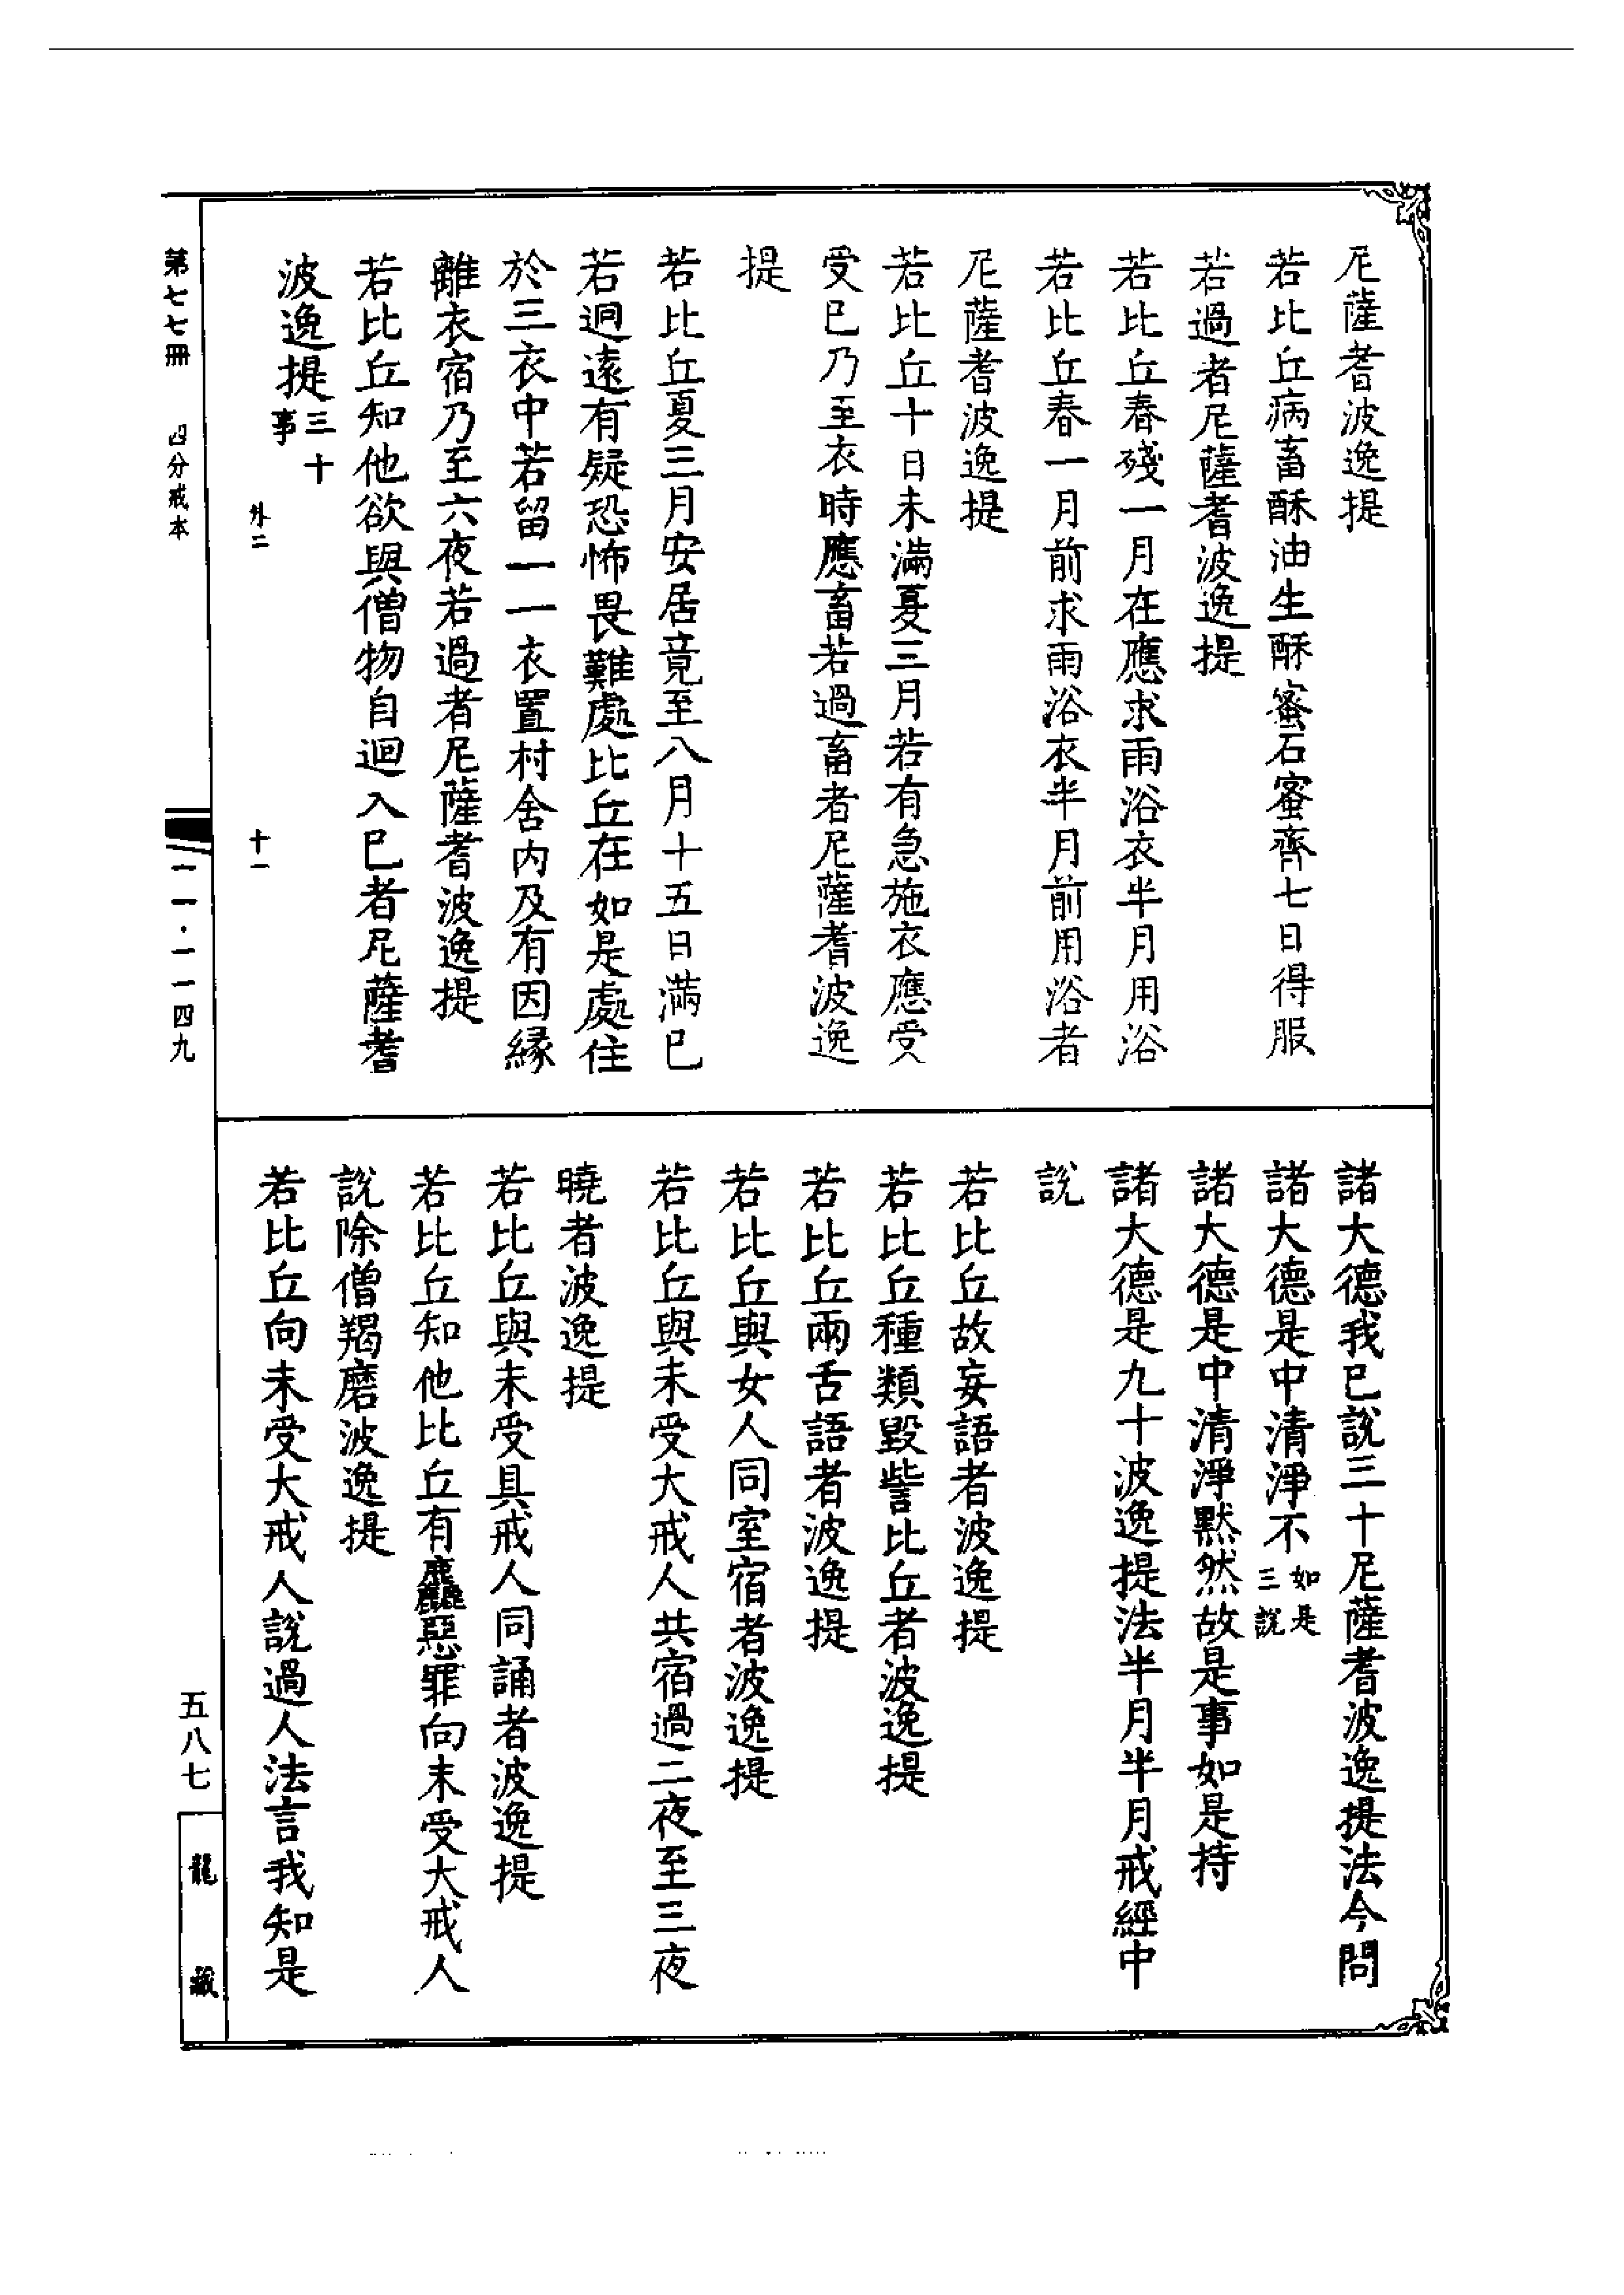 尼薩耆波逸提
若比丘病畜酥油生酥蜜石蜜齊七日得服
若過者尼薩耆波逸提
若比丘春殘一月在應求雨浴衣半月用浴
若比丘春一月前求雨浴衣半月前用浴者
尼薩耆波逸提
若比丘十日未滿夏三月若有急施衣應受
受已乃至衣時應畜若過畜者尼薩耆波逸
提
若比丘夏三月安居竟至八月十五日滿已
若迥遠有疑恐怖畏難處比丘在如是處住
於三衣中若留一一衣置村舍内及有因緣
離衣宿乃至六夜若過者尼薩耆波逸提
若比丘知他欲與僧物自迴入已者尼薩耆
波逸提三十事
外二 十一
諸大德我已說三十尼薩耆波逸提法今問
諸大德是中清淨不如是三說
諸大德是中清淨默然故是事如是持
諸大德是九十波逸提法半月半月戒經中
說
若比丘故妄語者波逸提
若比丘種類毀訾比丘者波逸提
若比丘兩舌語者波逸提
若比丘與女人同室宿者波逸提
若比丘與未受大戒人共宿過二夜至三夜
曉者波逸提
若比丘與未受具戒人同誦者波逸提
若比丘知他比丘有麤惡罪向未受大戒人
說除僧羯磨波逸提
若比丘向未受大戒人說過人法言我知是
第七七冊 四分戒本 一一·一一四九 五八七 龍藏